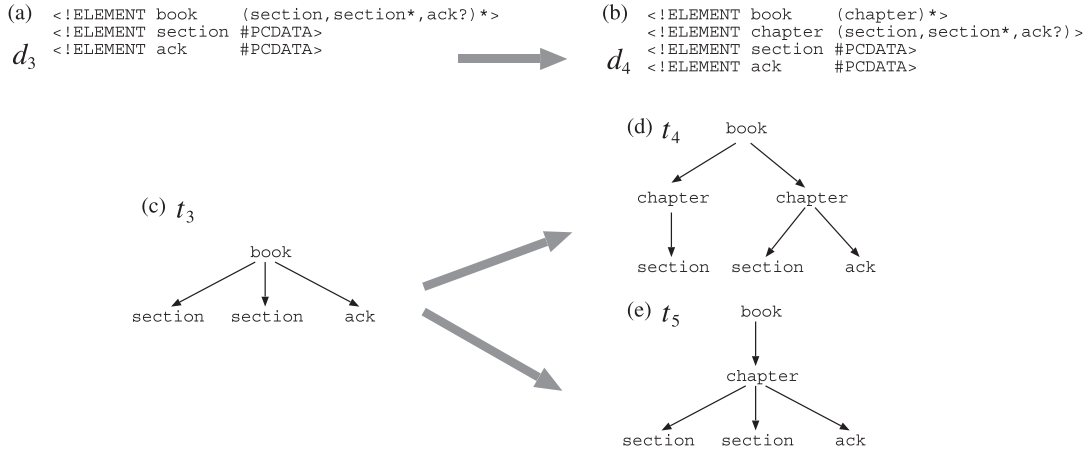 (a) <!ELEMENT book (section,section*,ack?)*>
<!ELEMENT section #PCDATA>
<!ELEMENT ack #PCDATA>
d3
(b) <!ELEMENT book (chapter)*>
<!ELEMENT chapter (section,section*,ack?)>
<!ELEMENT section #PCDATA>
<!ELEMENT ack #PCDATA>
d4
(c) t3
book
section section ack
(d) t4
book
chapter chapter
section section ack
(e) t5
book
chapter
section section ack